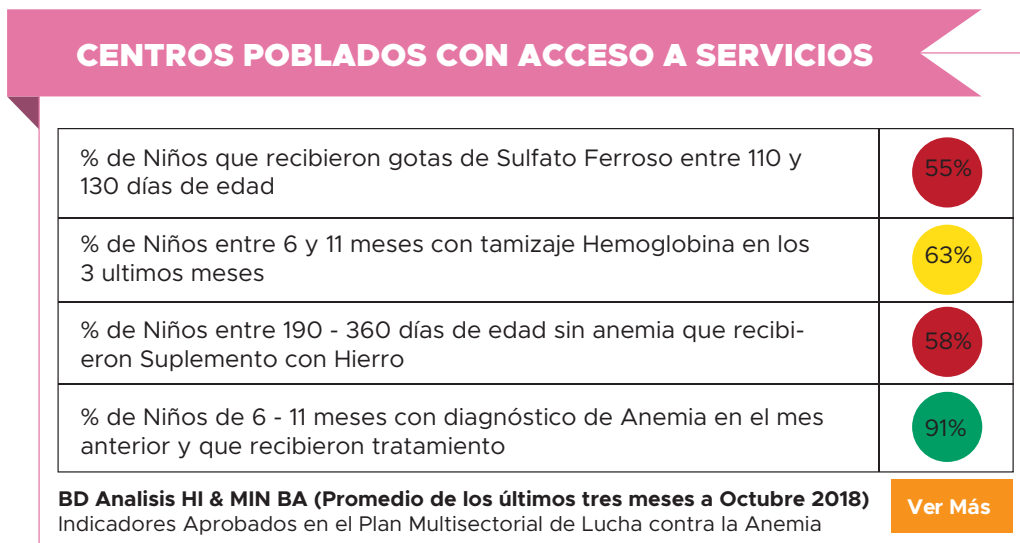 CENTROS POBLADOS CON ACCESO A SERVICIOS
% de Niños que recibieron gotas de Sulfato Ferroso entre 110 y
130 días de edad
55%
% de Niños entre 6 y 11 meses con tamizaje Hemoglobina en los
3 ultimos meses
63%
% de Niños entre 190 - 360 días de edad sin anemia que recibi-
eron Suplemento con Hierro
58%
% de Niños de 6 - 11 meses con diagnóstico de Anemia en el mes
anterior y que recibieron tratamiento
91%
BD Analisis HI & MIN BA (Promedio de los últimos tres meses a Octubre 2018)
Indicadores Aprobados en el Plan Multisectorial de Lucha contra la Anemia
Ver Más